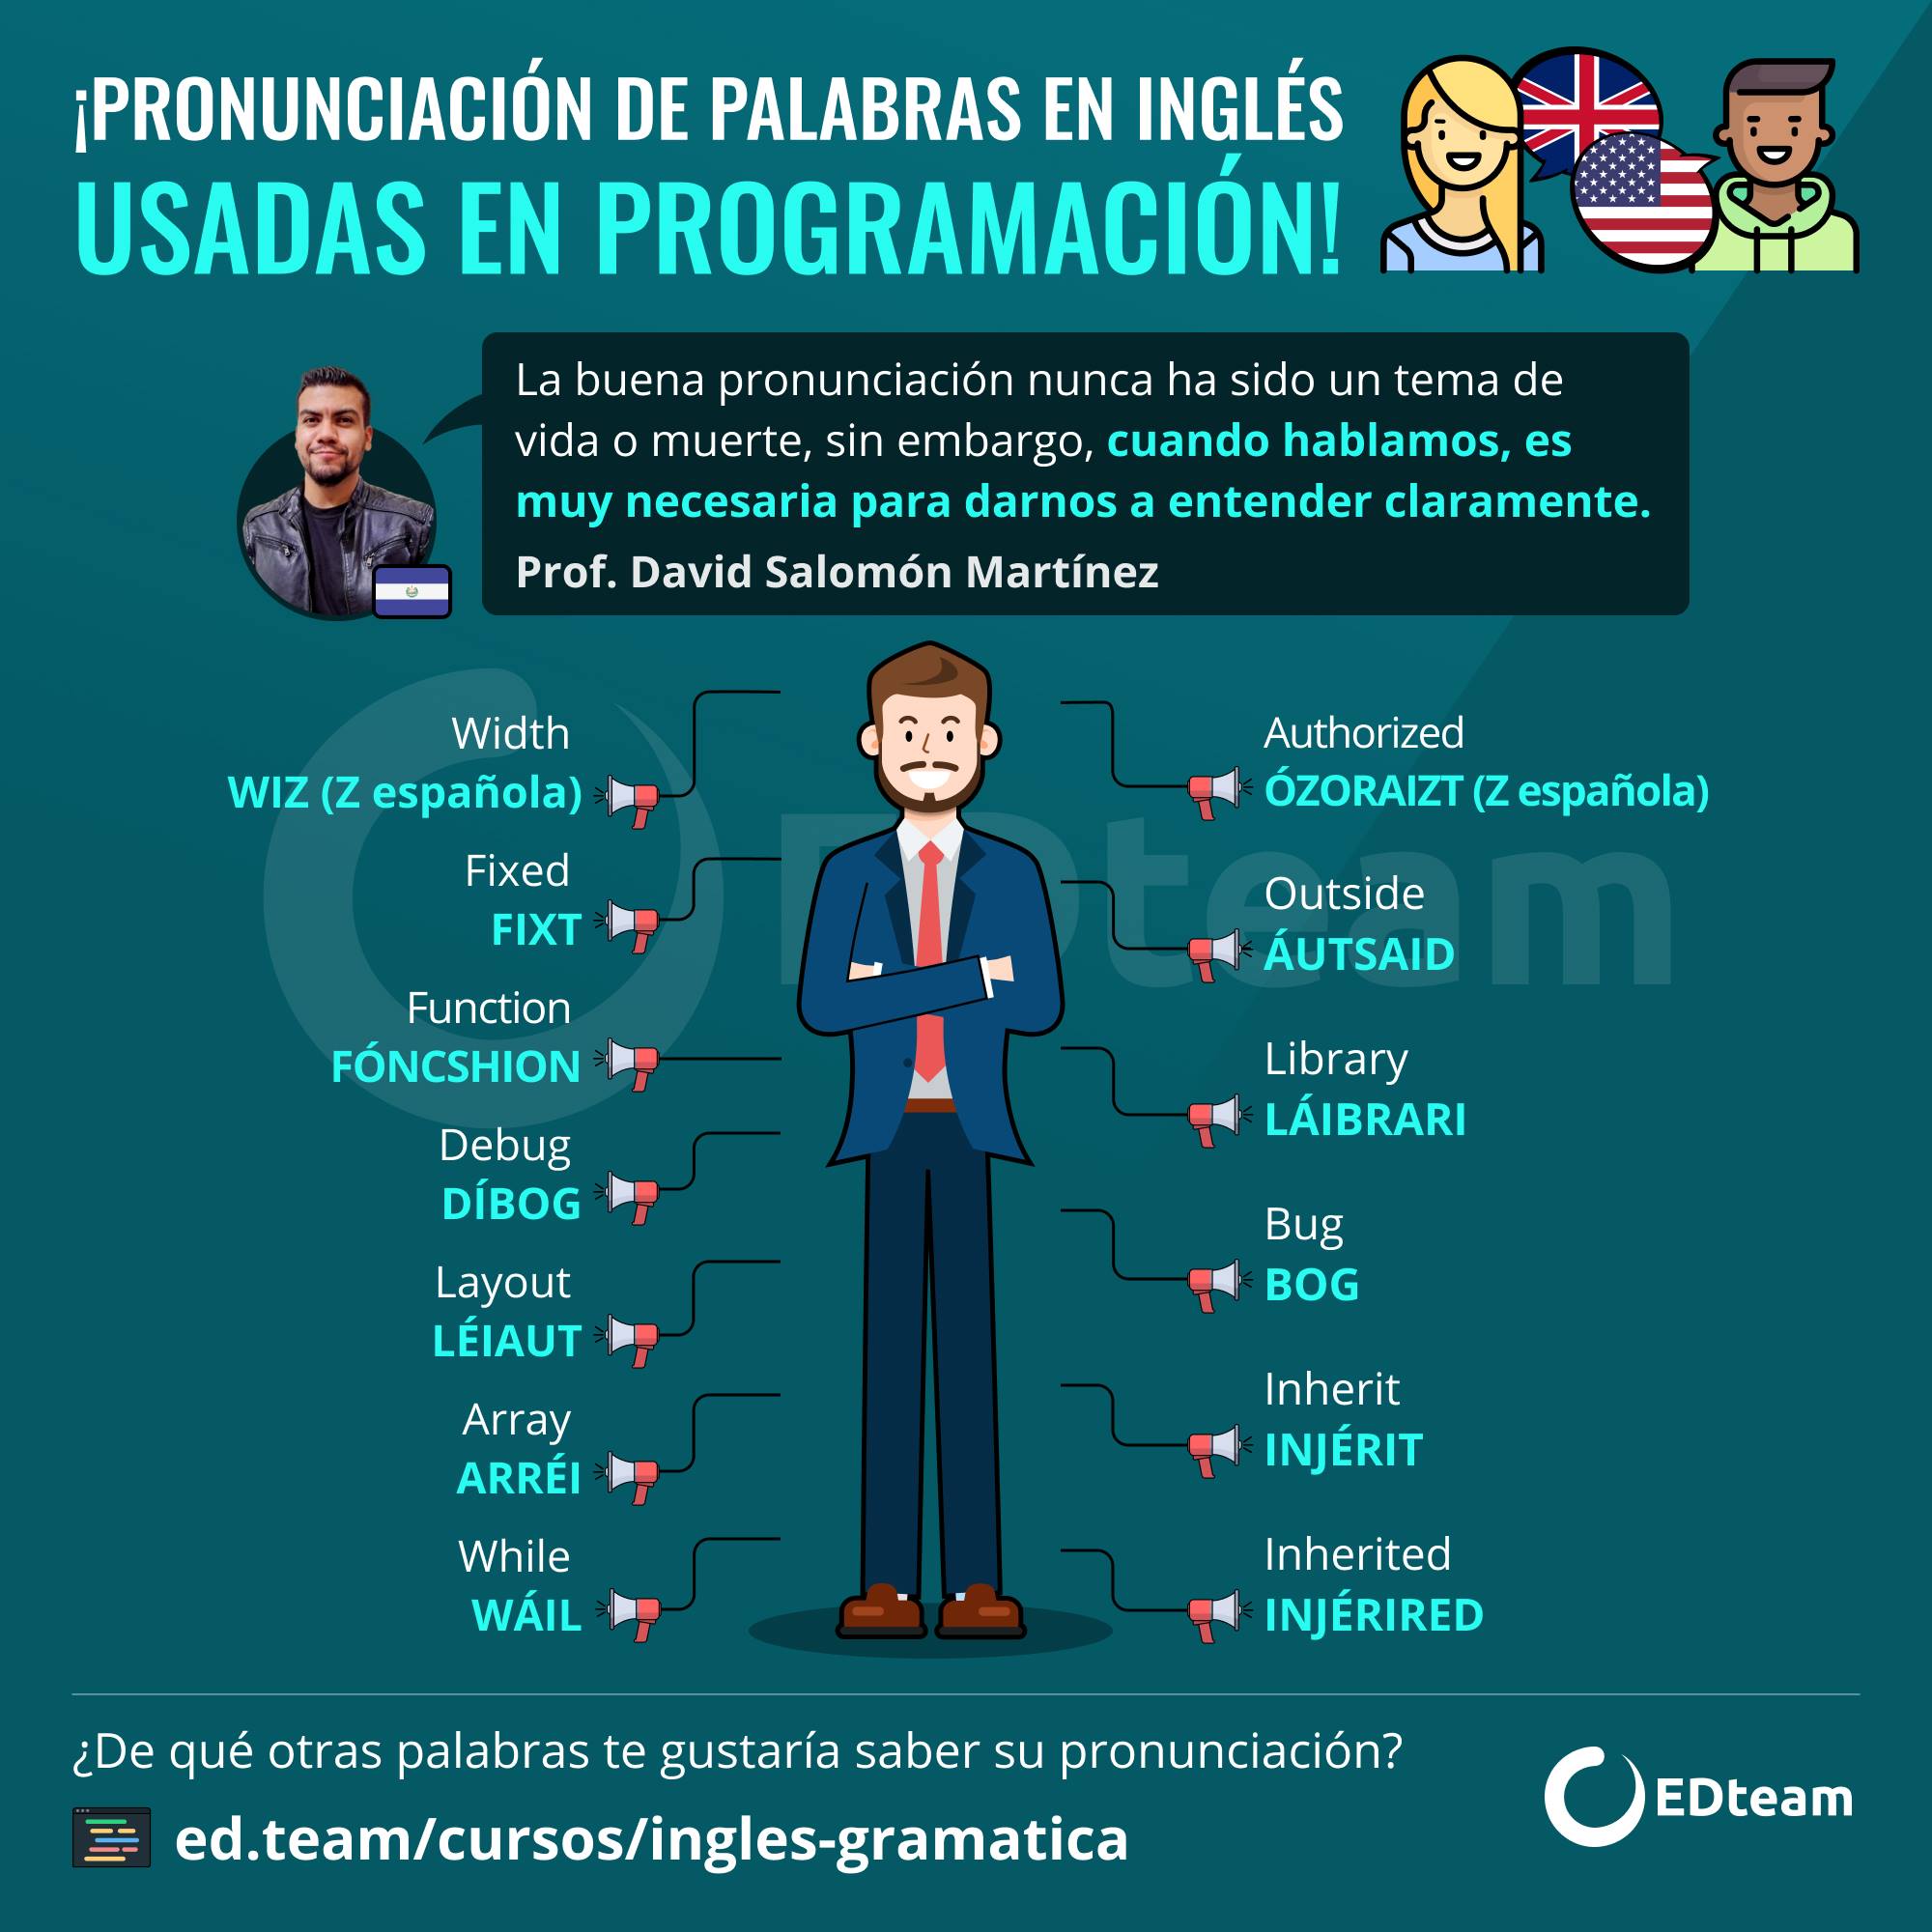 ¡PRONUNCIACIÓN DE PALABRAS EN INGLÉS
USADAS EN PROGRAMACIÓN!
La buena pronunciación nunca ha sido un tema de
vida o muerte, sin embargo, cuando hablamos, es
muy necesaria para darnos a entender claramente.
Prof. David Salomón Martínez
Width
WIZ (Z española)
Fixed
FIXT
Function
FÓNCSHION
Debug
DÍBOG
Layout
LÉIAUT
Array
ARRÉI
While
WÁIL
Authorized
ÓZORAIZT (Z española)
Outside
ÁUTSAID
Library
LÁIBRARI
Bug
BOG
Inherit
INJÉRIT
Inherited
INJÉRIRED
EDteam
¿De qué otras palabras te gustaría saber su pronunciación?
ed.team/cursos/ingles-gramatica
EDteam